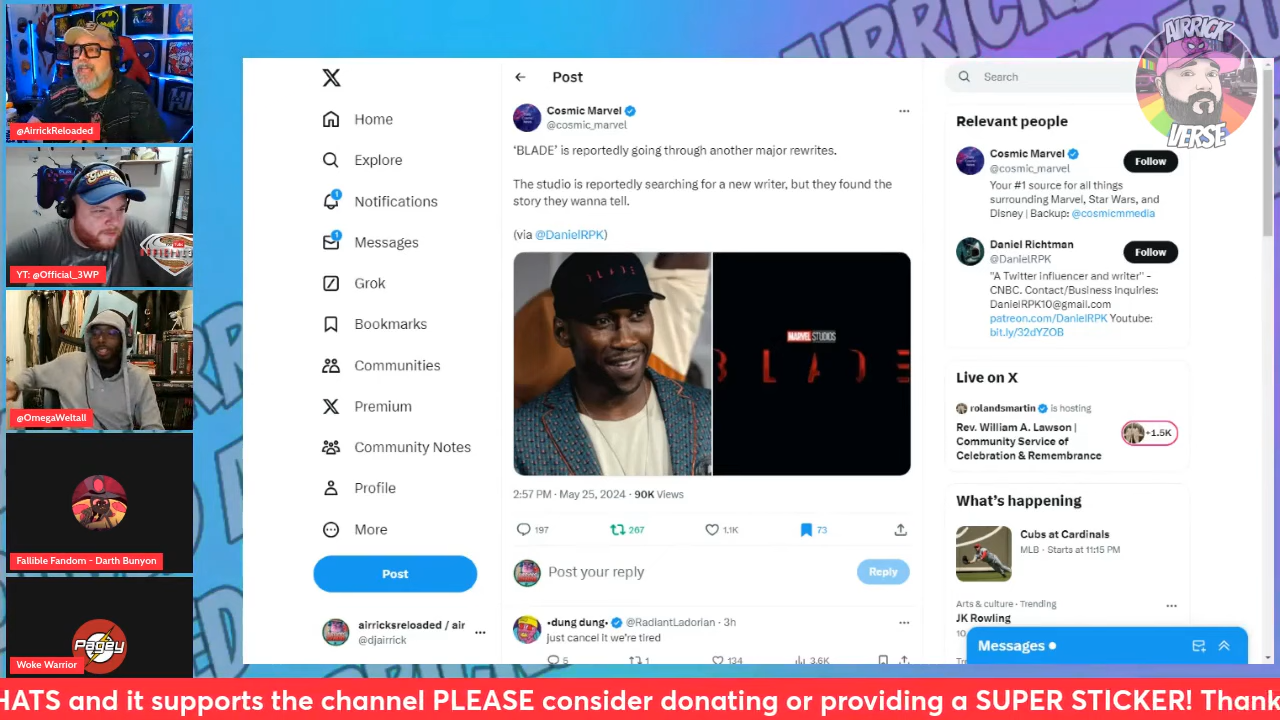 @AirrickReloaded
YT: @Official_3WP
@OmegaWeltall
Fallible Fandom - Darth Bunyon
Pagey
Woke Warrior
Home
Explore
1
Notifications
1
Messages
Grok
Bookmarks
Communities
Premium
Community Notes
Profile
More
Post
airricksreloaded / air
@djairrick
Post
Cosmic Marvel
@cosmic_marvel
‘BLADE’ is reportedly going through another major rewrites.
The studio is reportedly searching for a new writer, but they found the
story they wanna tell.
(via @DanielRPK)
BLADE
MARVEL STUDIOS
BLADE
2:57 PM · May 25, 2024 · 90K Views
197
267
1.1K
73
Post your reply
Reply
•dung dung• @RadiantLadorian · 3h
Just cancel it we're tired
5
1
134
3.6K
Search
AIRRICK
VERSE
Relevant people
Cosmic Marvel
@cosmic_marvel
Follow
Your #1 source for all things
surrounding Marvel, Star Wars, and
Disney | Backup: @cosmicmmedia
Daniel Richtman
@DanielRPK
Follow
"A Twitter influencer and writer" -
CNBC. Contact/Business Inquiries:
DanielRPK10@gmail.com
patreon.com/DanielRPK Youtube:
bit.ly/32dYZOB
Live on X
rolandsmartin is hosting
Rev. William A. Lawson |
Community Service of
Celebration & Remembrance
+1.5K
What's happening
Cubs at Cardinals
MLB · Starts at 11:15 PM
Arts & culture · Trending
JK Rowling
Messages
HATS and it supports the channel PLEASE consider donating or providing a SUPER STICKER! Thank